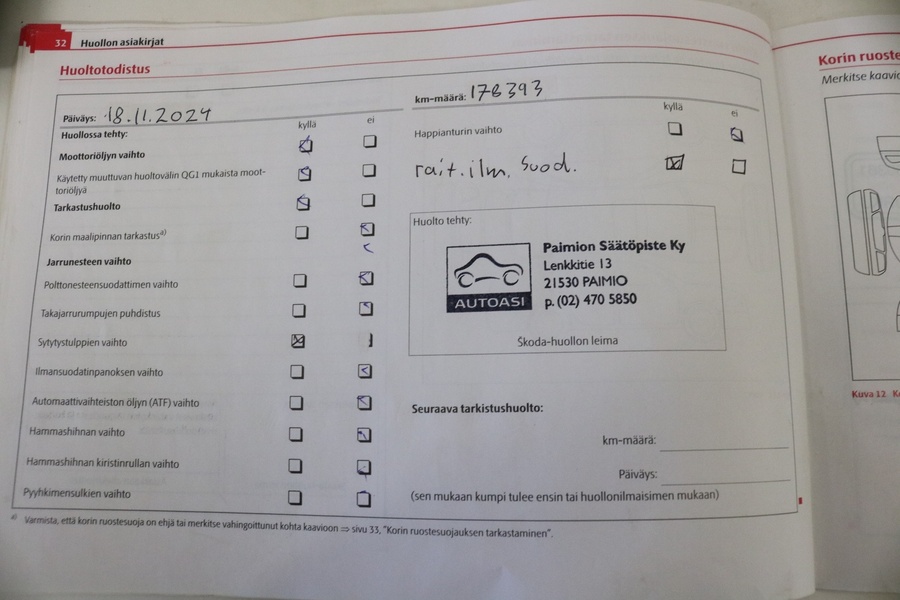 32 Huollon asiakirjat
Huoltotodistus
Päiväys: 18.11.2024
Huollossa tehty:
kyllä ei
Moottoriöljyn vaihto
Käytetty muuttuvan huoltovälin QG1 mukaista moot-
toriöljyä
Tarkastushuolto
Korin maalipinnan tarkastusa)
Jarrunesteen vaihto
Polttonesteensuodattimen vaihto
Takajarrurumpujen puhdistus
Sytytystulppien vaihto
Ilmansuodatinpanoksen vaihto
Automaattivaihteiston öljyn (ATF) vaihto
Hammashihnan vaihto
Hammashihnan kiristinrullan vaihto
Pyyhkimensulkien vaihto
km-määrä: 178393
kyllä ei
Happianturin vaihto
rait.ilm. suod.
Huolto tehty:
AUTOASI
Paimion Säätöpiste Ky
Lenkkitie 13
21530 PAIMIO
p. (02) 470 5850
Skoda-huollon leima
Seuraava tarkistushuolto:
km-määrä:
Päiväys:
(sen mukaan kumpi tulee ensin tai huollonilmaisimen mukaan)
a) Varmista, että korin ruostesuoja on ehjä tai merkitse vahingoittunut kohta kaavioon ⇒ sivu 33, "Korin ruostesuojauksen tarkastaminen".
Korin ruoste
Merkitse kaavio
Kuva 12